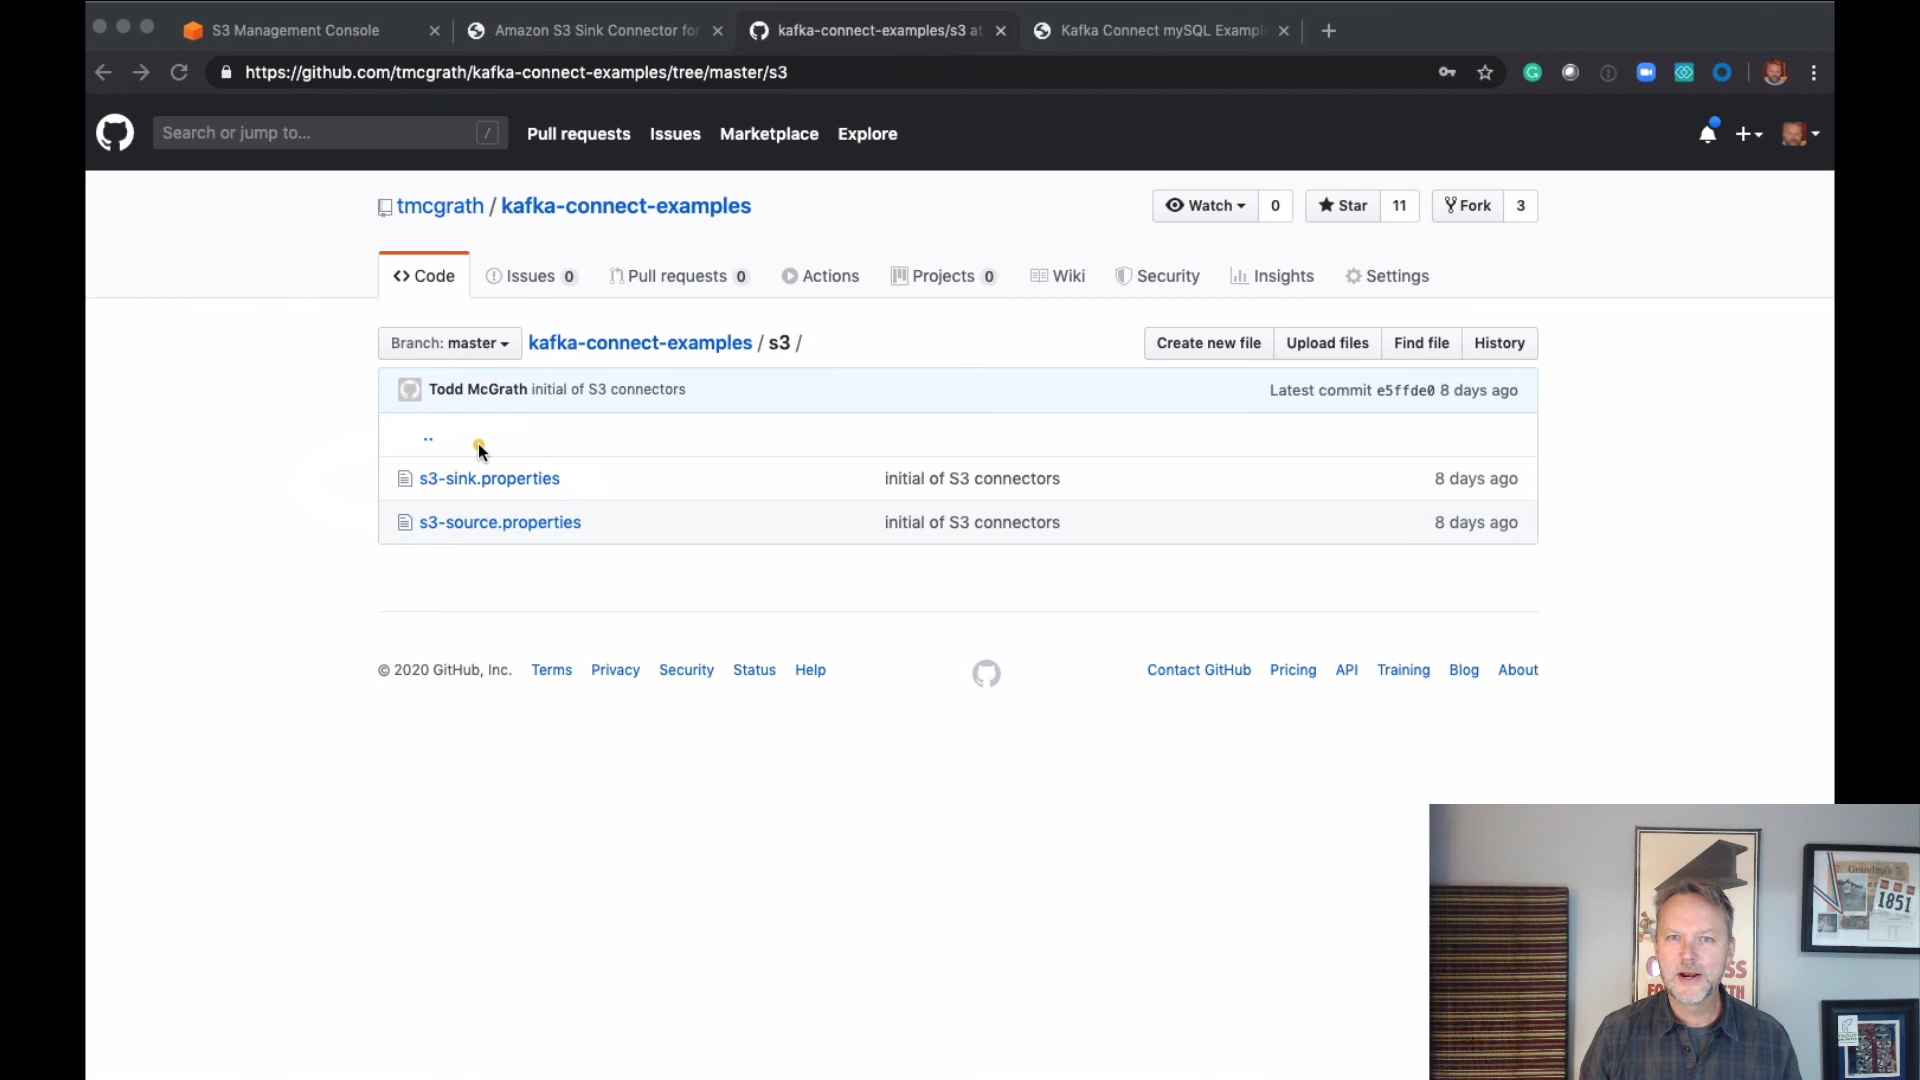 S3 Management Console
Amazon S3 Sink Connector for
kafka-connect-examples/s3 at
Kafka Connect mySQL Exampl
https://github.com/tmcgrath/kafka-connect-examples/tree/master/s3
Search or jump to...
/
Pull requests
Issues
Marketplace
Explore
tmcgrath / kafka-connect-examples
Watch 0
Star 11
Fork 3
Code
Issues 0
Pull requests 0
Actions
Projects 0
Wiki
Security
Insights
Settings
Branch: master
kafka-connect-examples / s3 /
Create new file
Upload files
Find file
History
Todd McGrath initial of S3 connectors
Latest commit e5ffde0 8 days ago
..
s3-sink.properties
initial of S3 connectors
8 days ago
s3-source.properties
initial of S3 connectors
8 days ago
© 2020 GitHub, Inc.
Terms
Privacy
Security
Status
Help
Contact GitHub
Pricing
API
Training
Blog
About
Grandma's
1851